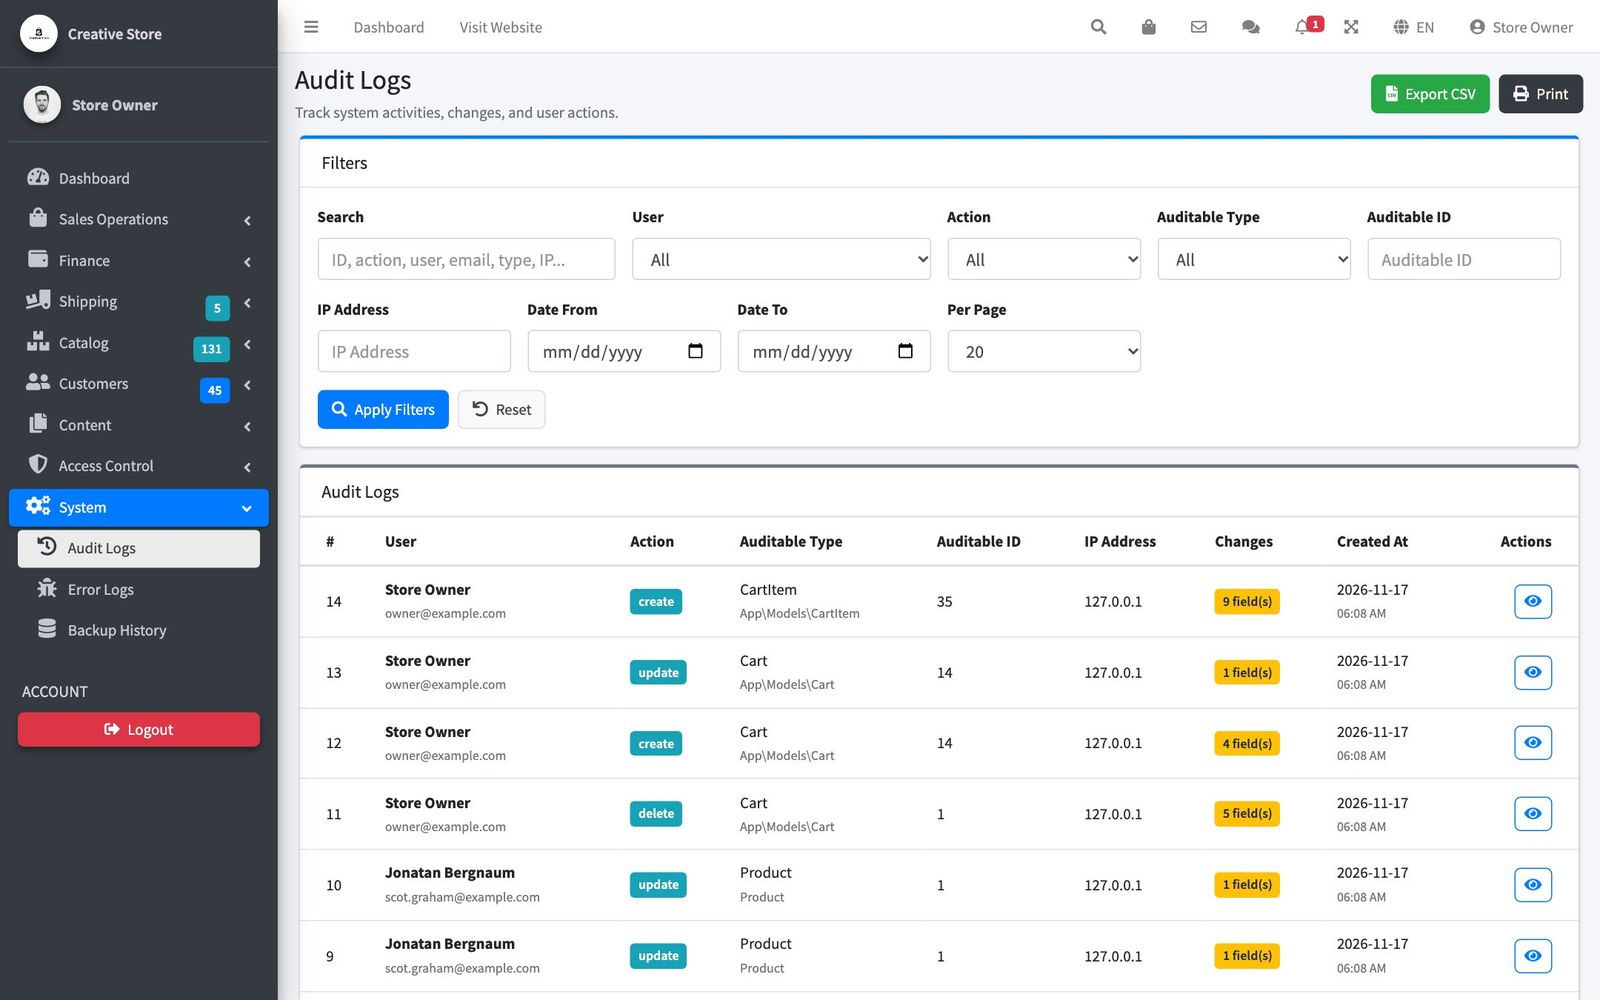 Creative Store
Store Owner
Dashboard
Sales Operations
Finance
Shipping
5
Catalog
131
Customers
45
Content
Access Control
System
Audit Logs
Error Logs
Backup History
ACCOUNT
Logout
Dashboard
Visit Website
1
EN
Store Owner
Audit Logs
Track system activities, changes, and user actions.
Export CSV
Print
Filters
Search
User
Action
Auditable Type
Auditable ID
ID, action, user, email, type, IP...
All
All
All
Auditable ID
IP Address
Date From
Date To
Per Page
IP Address
mm/dd/yyyy
mm/dd/yyyy
20
Apply Filters
Reset
Audit Logs
# User Action Auditable Type Auditable ID IP Address Changes Created At Actions
14 Store Owner create CartItem 35 127.0.0.1 9 field(s) 2026-11-17
owner@example.com App\Models\CartItem 06:08 AM
13 Store Owner update Cart 14 127.0.0.1 1 field(s) 2026-11-17
owner@example.com App\Models\Cart 06:08 AM
12 Store Owner create Cart 14 127.0.0.1 4 field(s) 2026-11-17
owner@example.com App\Models\Cart 06:08 AM
11 Store Owner delete Cart 1 127.0.0.1 5 field(s) 2026-11-17
owner@example.com App\Models\Cart 06:08 AM
10 Jonatan Bergnaum update Product 1 127.0.0.1 1 field(s) 2026-11-17
scot.graham@example.com Product 06:08 AM
9 Jonatan Bergnaum update Product 1 127.0.0.1 1 field(s) 2026-11-17
scot.graham@example.com Product 06:08 AM